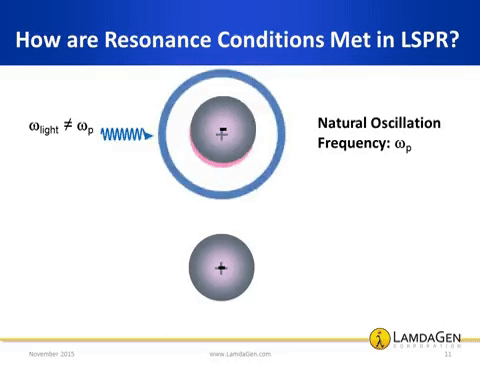 How are Resonance Conditions Met in LSPR?
ωlight ≠ ωp
Natural Oscillation
Frequency: ωp
LAMDAGEN
CORPORATION
November 2015
www.LamdaGen.com
11